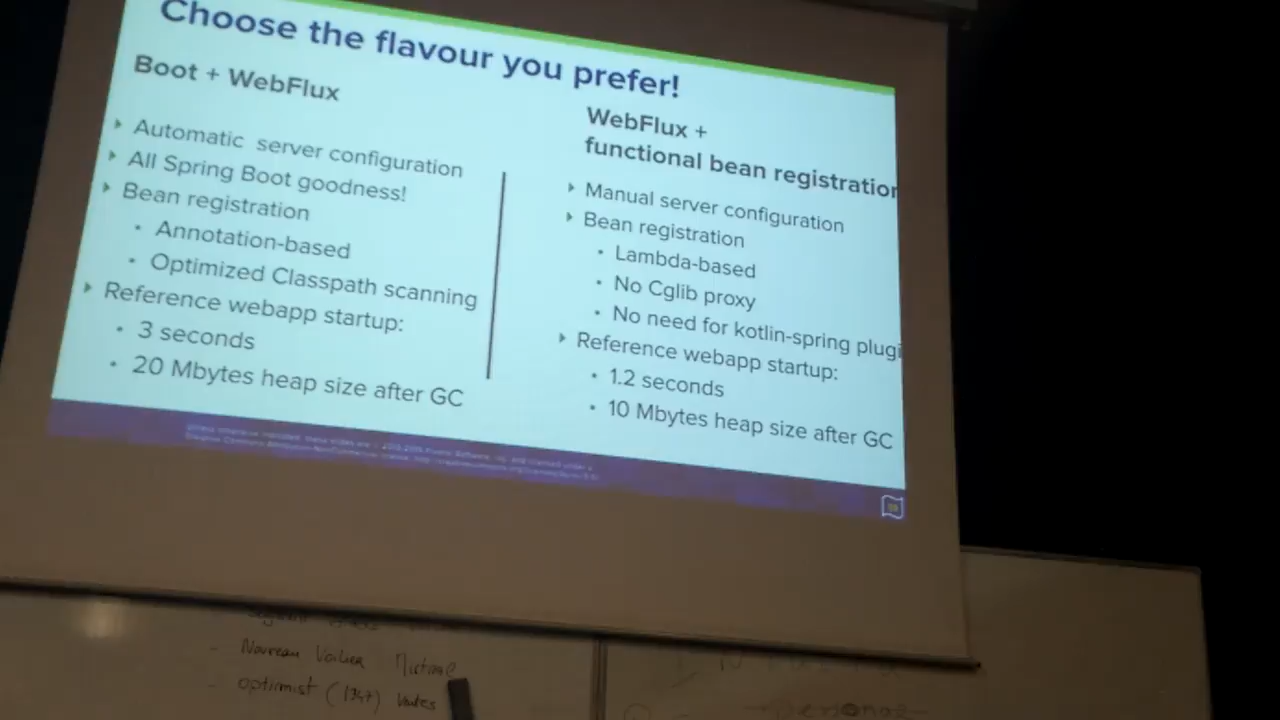 Choose the flavour you prefer!
Boot + WebFlux
Automatic server configuration
All Spring Boot goodness!
Bean registration
Annotation-based
Optimized Classpath scanning
Reference webapp startup:
3 seconds
20 Mbytes heap size after GC
WebFlux +
functional bean registration
Manual server configuration
Bean registration
Lambda-based
No Cglib proxy
No need for kotlin-spring plugi
Reference webapp startup:
1.2 seconds
10 Mbytes heap size after GC
optimist (1947)